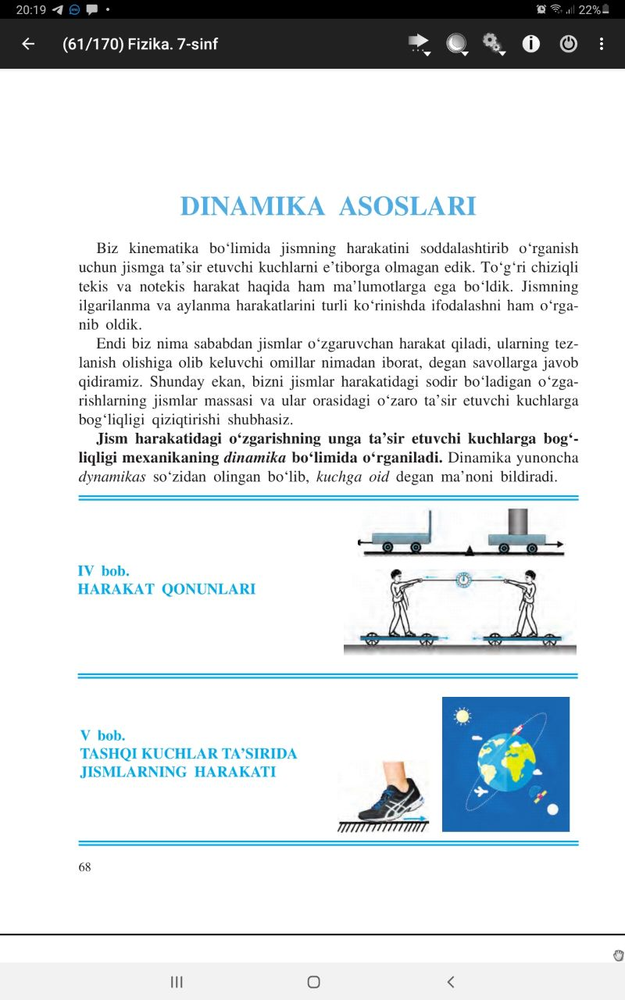 20:19
22%
(61/170) Fizika. 7-sinf
DINAMIKA ASOSLARI
Biz kinematika bo‘limida jismning harakatini soddalashtirib o‘rganish
uchun jismga ta’sir etuvchi kuchlarni e’tiborga olmagan edik. To‘g‘ri chiziqli
tekis va notekis harakat haqida ham ma’lumotlarga ega bo‘ldik. Jismning
ilgarilanma va aylanma harakatlarini turli ko‘rinishda ifodalashni ham o‘rga-
nib oldik.
Endi biz nima sababdan jismlar o‘zgaruvchan harakat qiladi, ularning tez-
lanish olishiga olib keluvchi omillar nimadan iborat, degan savollarga javob
qidiramiz. Shunday ekan, bizni jismlar harakatidagi sodir bo‘ladigan o‘zga-
rishlarning jismlar massasi va ular orasidagi o‘zaro ta’sir etuvchi kuchlarga
bog‘liqligi qiziqtirishi shubhasiz.
Jism harakatidagi o‘zgarishning unga ta’sir etuvchi kuchlarga bog‘-
liqligi mexanikaning dinamika bo‘limida o‘rganiladi. Dinamika yunoncha
dynamikas so‘zidan olingan bo‘lib, kuchga oid degan ma’noni bildiradi.
IV bob.
HARAKAT QONUNLARI
V bob.
TASHQI KUCHLAR TA’SIRIDA
JISMLARNING HARAKATI
68